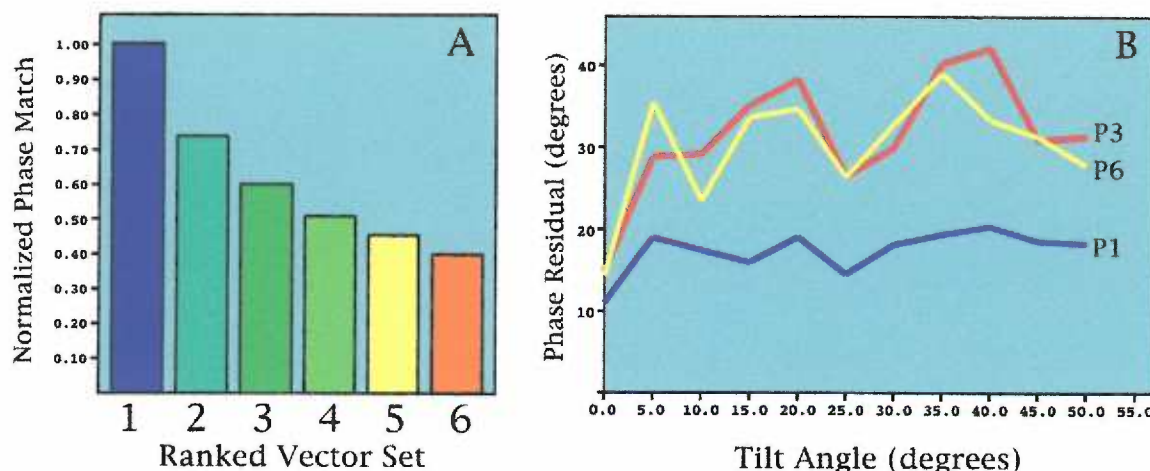 A
Normalized Phase Match
1.00
0.90
0.80
0.70
0.60
0.50
0.40
0.30
0.20
0.10
1 2 3 4 5 6
Ranked Vector Set
B
Phase Residual (degrees)
40
30
20
10
P3
P6
P1
0.0 5.0 10.0 15.0 20.0 25.0 30.0 35.0 40.0 45.0 50.0 55.0
Tilt Angle (degrees)